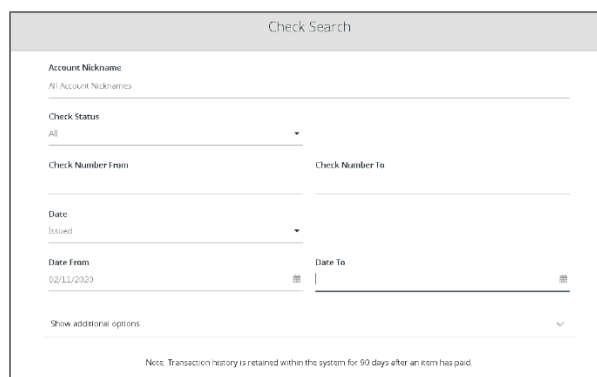 Check Search
Account Nickname
All Account Nicknames
Check Status
All
Check Number From
Check Number To
Date
Issued
Date From
Date To
02/11/2020
Show additional options
Note: Transaction history is retained within the system for 90 days after an item has paid.